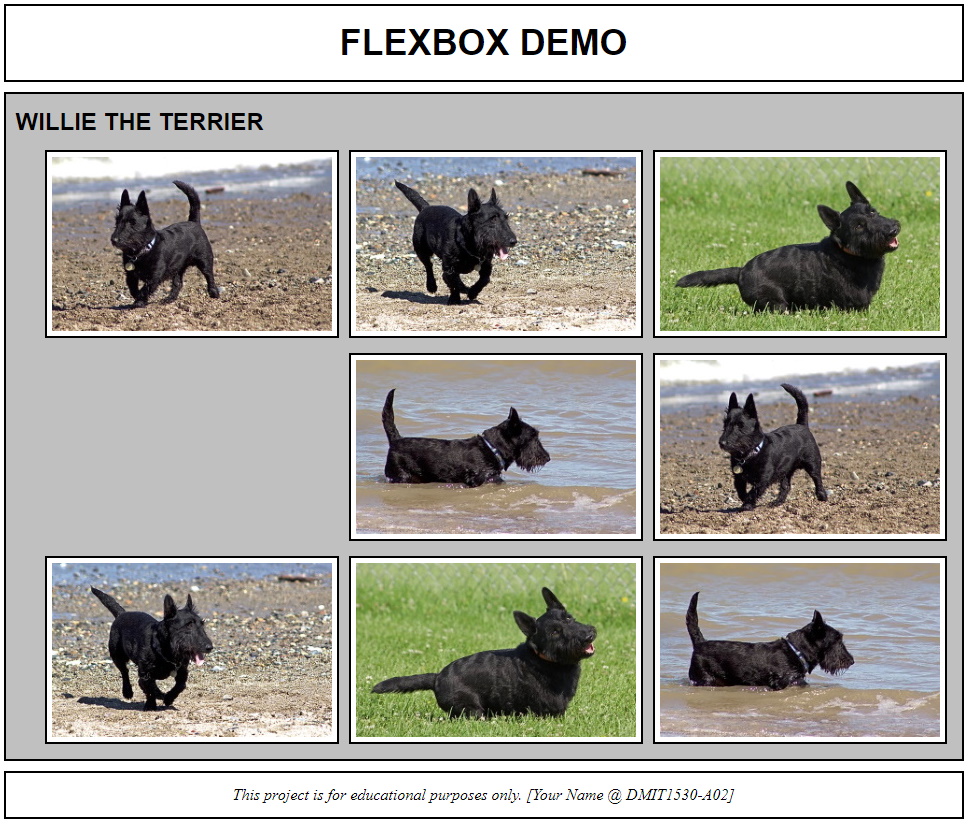 FLEXBOX DEMO
WILLIE THE TERRIER
This project is for educational purposes only. [Your Name @ DMIT1530-A02]